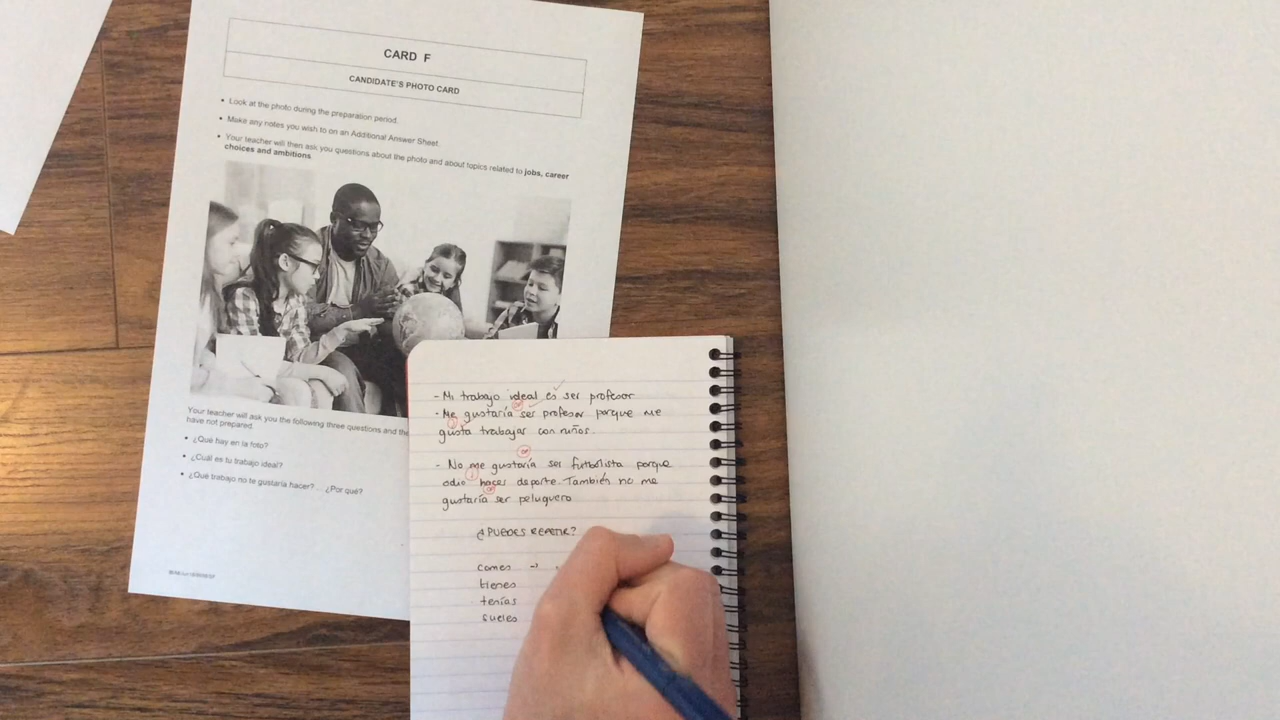 CARD F
CANDIDATE'S PHOTO CARD
• Look at the photo during the preparation period.
• Make any notes you wish to on an Additional Answer Sheet.
• Your teacher will then ask you questions about the photo and about topics related to jobs, career
choices and ambitions.
Your teacher will ask you the following three questions and the
have not prepared.
• ¿Qué hay en la foto?
• ¿Cuál es tu trabajo ideal?
• ¿Qué trabajo no te gustaría hacer? ... ¿Por qué?
- Mi trabajo ideal es ser profesor
- Me gustaría ser profesor porque me
gusta trabajar con niños.
- No me gustaría ser futbolista porque
odio hacer deporte. También no me
gustaría ser peluquero
¿PUEDES REPETIR?
comes →
tienes
tenías
sueles